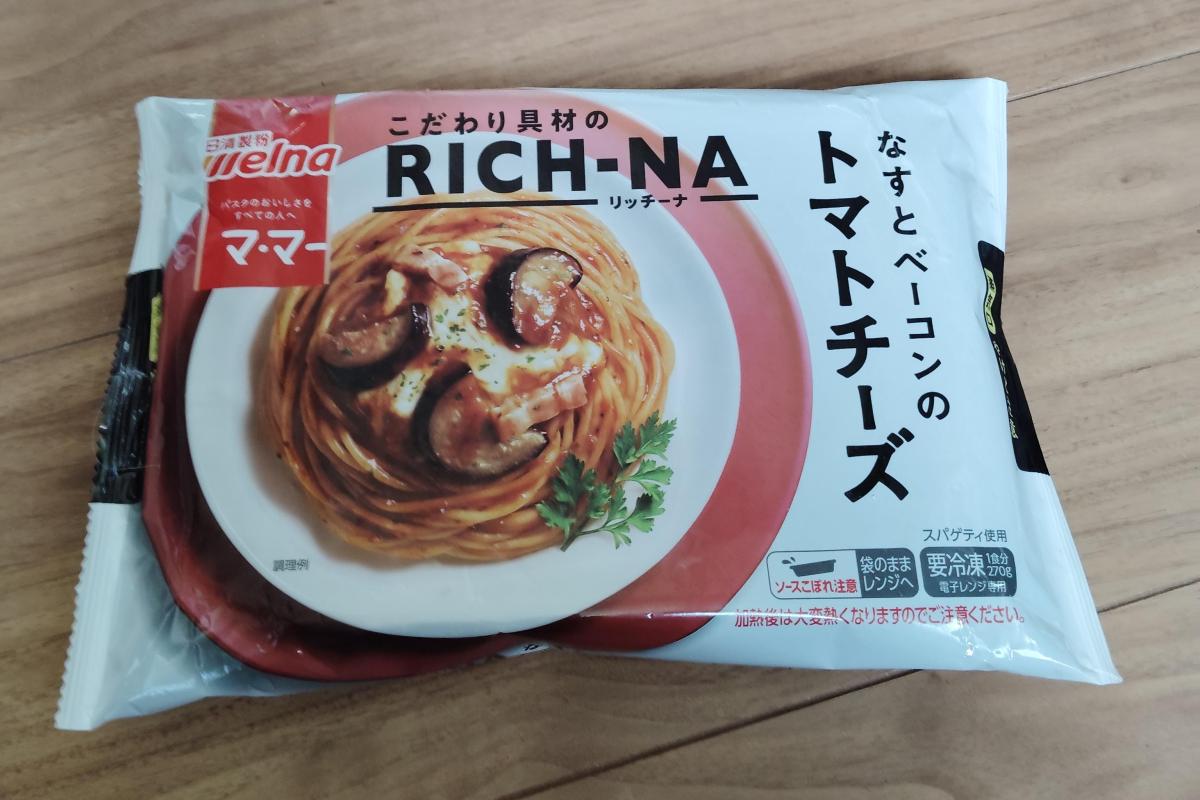 こだわり具材の
RICH-NA
リッチーナ
日清製粉
Welna
パスタのおいしさを
すべての人へ
マ・マー
なすとベーコンの
トマトチーズ
調理例
スパゲティ使用
ソースこぼれ注意
袋のまま
レンジへ
要冷凍
1食分
270g
電子レンジ専用
加熱後は大変熱くなりますのでご注意ください。